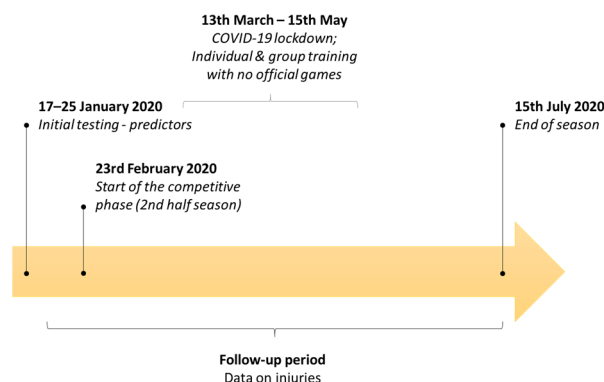 13th March – 15th May
COVID-19 lockdown;
Individual & group training
with no official games
17–25 January 2020
Initial testing - predictors
15th July 2020
End of season
23rd February 2020
Start of the competitive
phase (2nd half season)
Follow-up period
Data on injuries